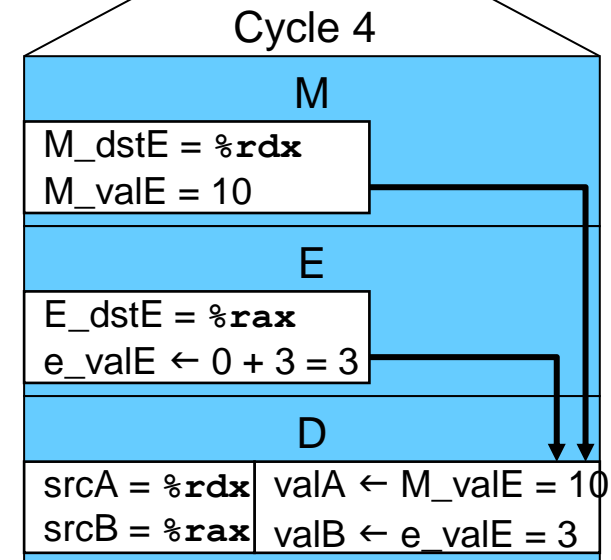 Cycle 4
M
M_dstE = %rdx
M_valE = 10
E
E_dstE = %rax
e_valE ← 0 + 3 = 3
D
srcA = %rdx valA ← M_valE = 10
srcB = %rax valB ← e_valE = 3